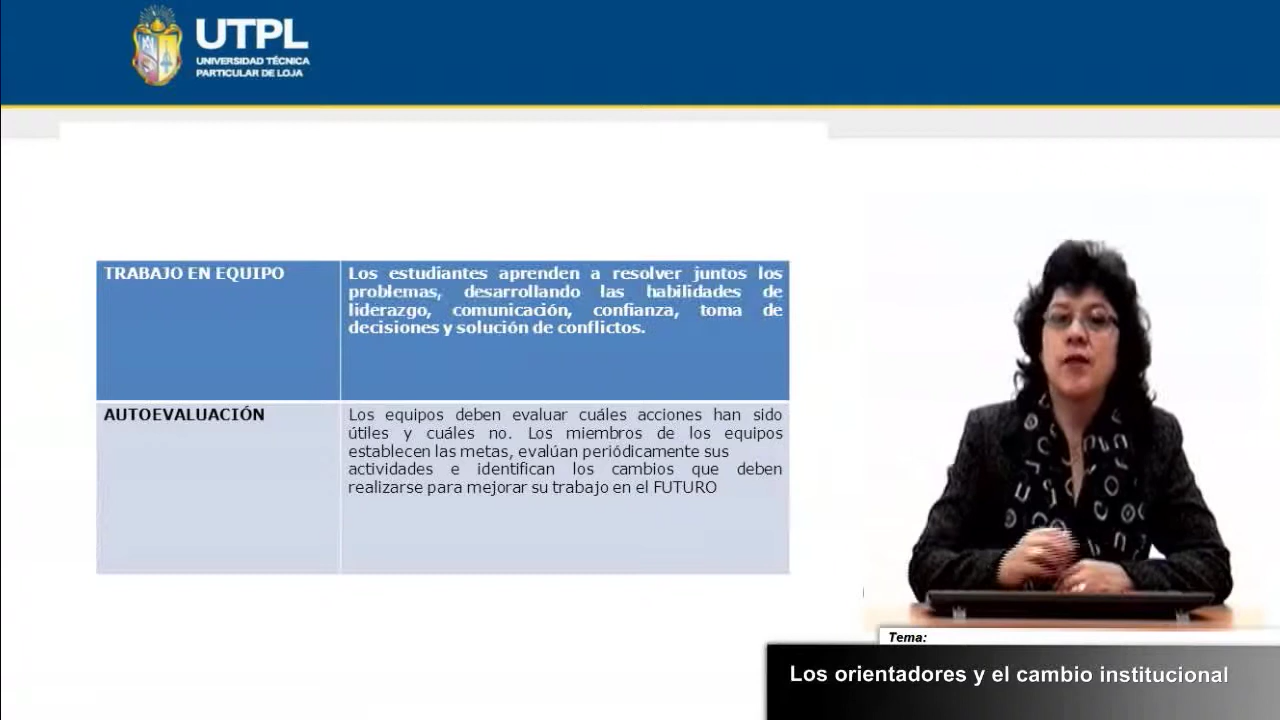 UTPL
UNIVERSIDAD TÉCNICA
PARTICULAR DE LOJA
TRABAJO EN EQUIPO
Los estudiantes aprenden a resolver juntos los
problemas, desarrollando las habilidades de
liderazgo, comunicación, confianza, toma de
decisiones y solución de conflictos.
AUTOEVALUACIÓN
Los equipos deben evaluar cuáles acciones han sido
útiles y cuáles no. Los miembros de los equipos
establecen las metas, evalúan periódicamente sus
actividades e identifican los cambios que deben
realizarse para mejorar su trabajo en el FUTURO
Tema:
Los orientadores y el cambio institucional